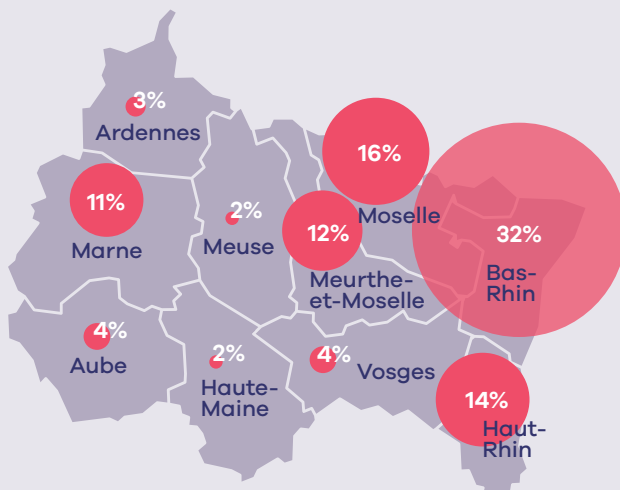 3%
Ardennes
16%
Moselle
11%
Marne
2%
Meuse
12%
Meurthe-
et-Moselle
32%
Bas-
Rhin
4%
Aube
2%
Haute-
Maine
4%
Vosges
14%
Haut-
Rhin